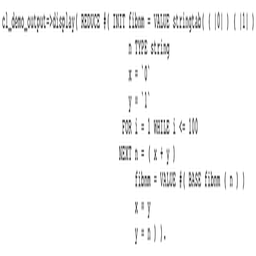 cl_demo_output=>display( REDUCE #( INIT fibnm = VALUE stringtab( ( |0| ) ( |1| ) )
n TYPE string
x = `0`
y = `1`
FOR i = 1 WHILE i <= 100
NEXT n = ( x + y )
fibnm = VALUE #( BASE fibnm ( n ) )
x = y
y = n ) ).